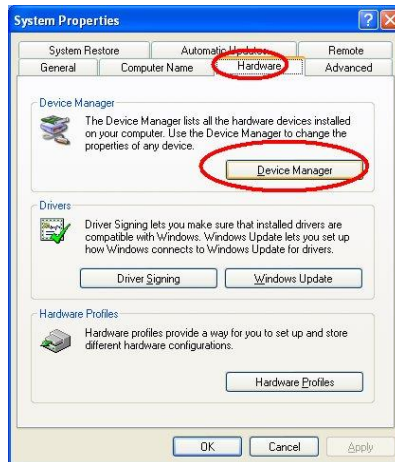 System Properties
System Restore Automatic Updates Remote
General Computer Name Hardware Advanced
Device Manager
The Device Manager lists all the hardware devices installed
on your computer. Use the Device Manager to change the
properties of any device.
Device Manager
Drivers
Driver Signing lets you make sure that installed drivers are
compatible with Windows. Windows Update lets you set up
how Windows connects to Windows Update for drivers.
Driver Signing Windows Update
Hardware Profiles
Hardware profiles provide a way for you to set up and store
different hardware configurations.
Hardware Profiles
OK Cancel Apply